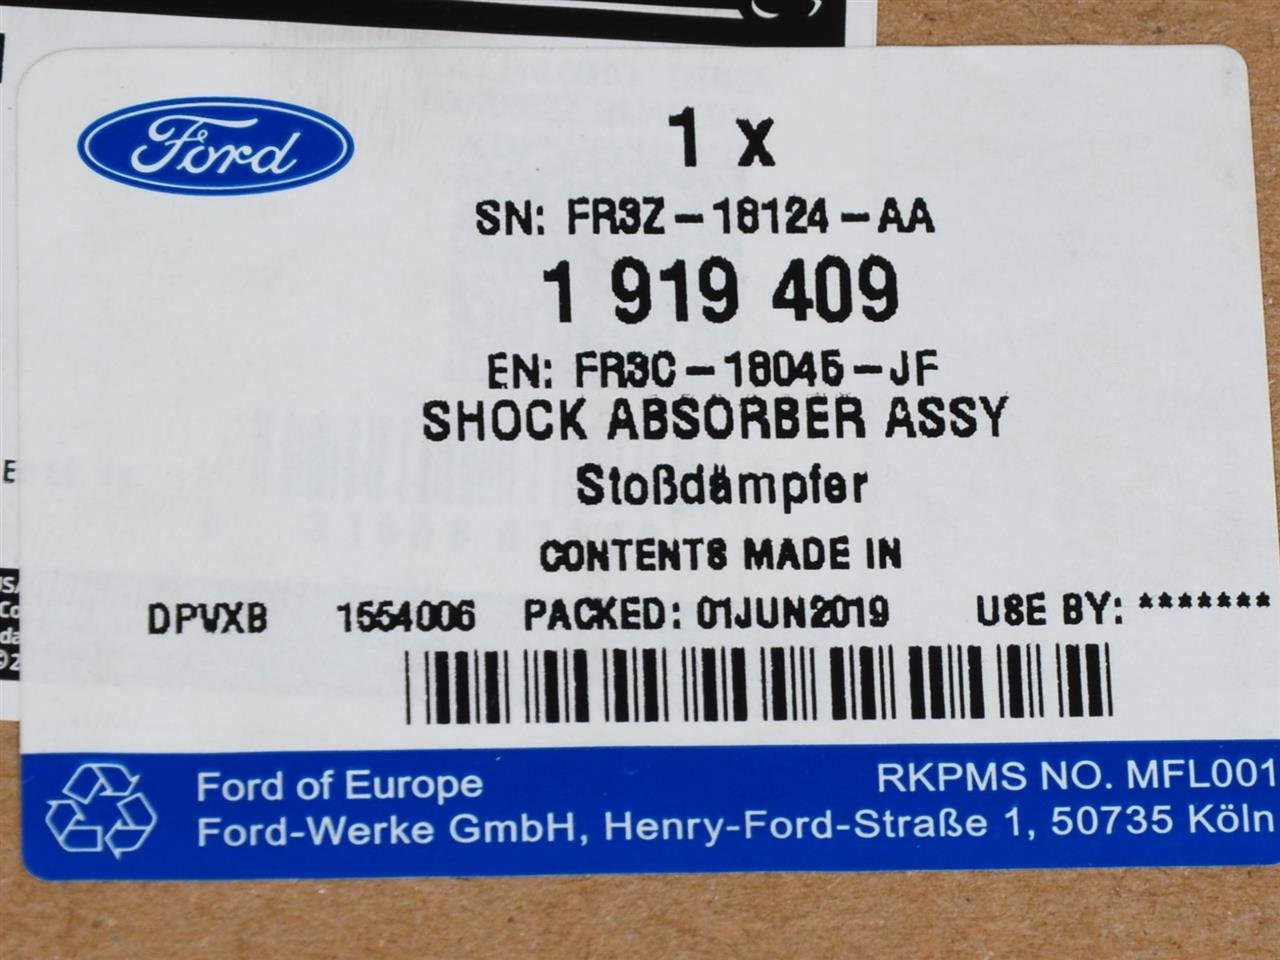 Ford
1 x
SN: FR3Z-18124-AA
1 919 409
EN: FR3C-18045-JF
SHOCK ABSORBER ASSY
Stoßdämpfer
CONTENTS MADE IN
DPVXB 1554006 PACKED: 01JUN2019 USE BY: *******
Ford of Europe RKPMS NO. MFL001
Ford-Werke GmbH, Henry-Ford-Straße 1, 50735 Köln